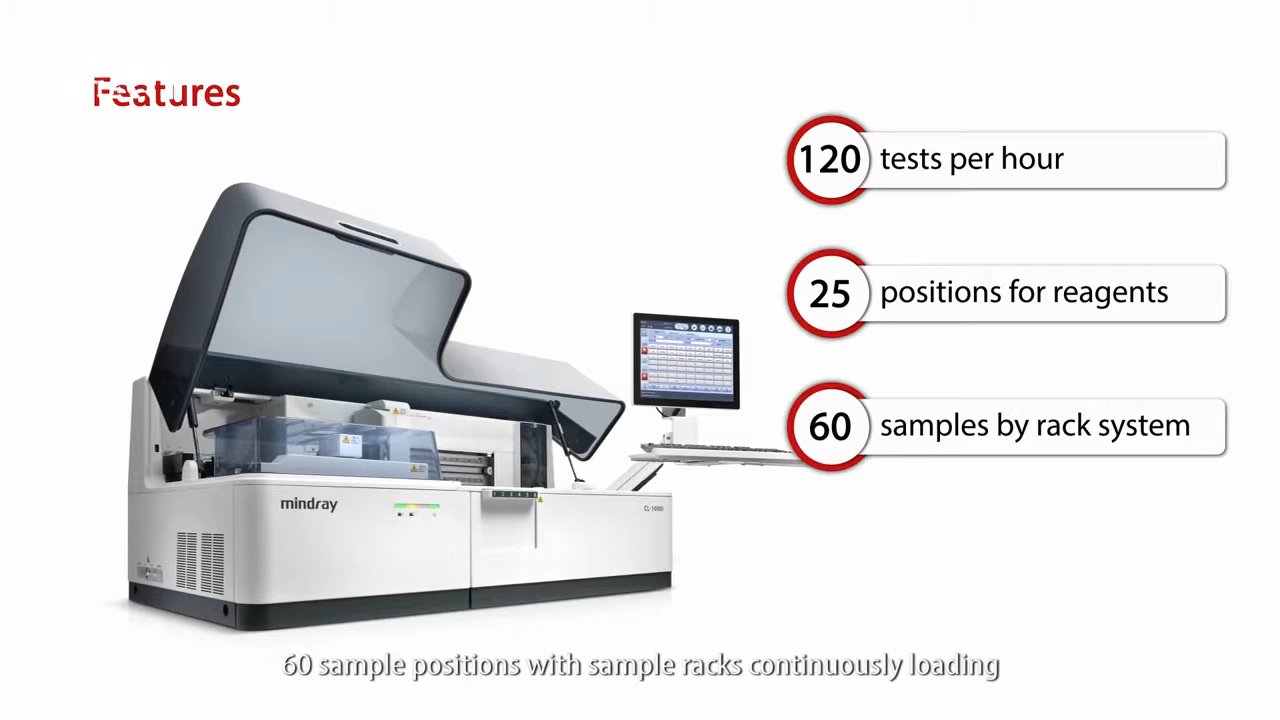 Features
120 tests per hour
25 positions for reagents
60 samples by rack system
mindray
CL-1000i
60 sample positions with sample racks continuously loading